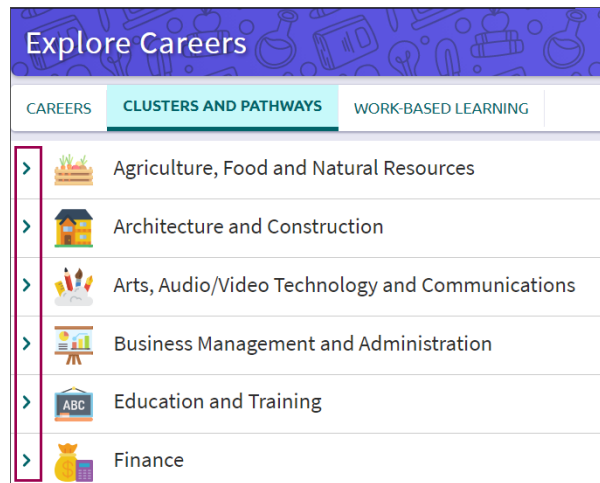 Explore Careers
CAREERS CLUSTERS AND PATHWAYS WORK-BASED LEARNING
Agriculture, Food and Natural Resources
Architecture and Construction
Arts, Audio/Video Technology and Communications
Business Management and Administration
ABC Education and Training
Finance